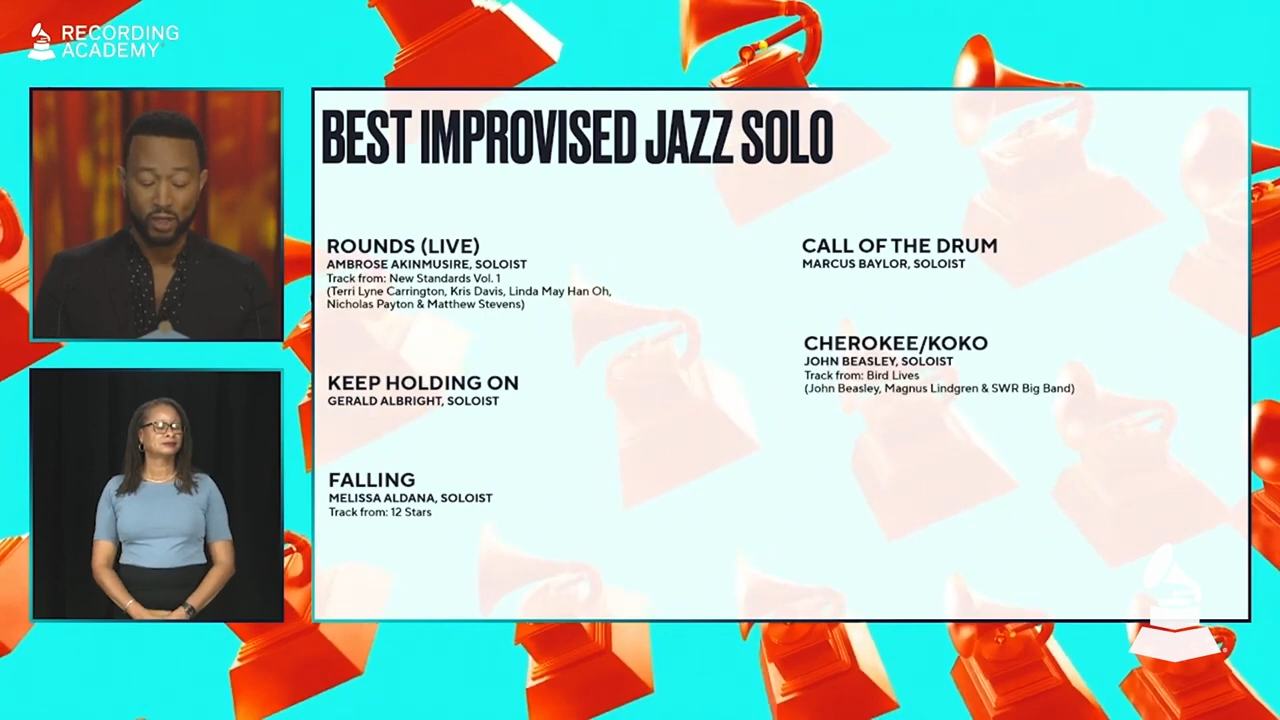 RECORDING
ACADEMY
BEST IMPROVISED JAZZ SOLO
ROUNDS (LIVE)
AMBROSE AKINMUSIRE, SOLOIST
Track from: New Standards Vol. 1
(Terri Lyne Carrington, Kris Davis, Linda May Han Oh,
Nicholas Payton & Matthew Stevens)
KEEP HOLDING ON
GERALD ALBRIGHT, SOLOIST
FALLING
MELISSA ALDANA, SOLOIST
Track from: 12 Stars
CALL OF THE DRUM
MARCUS BAYLOR, SOLOIST
CHEROKEE/KOKO
JOHN BEASLEY, SOLOIST
Track from: Bird Lives
(John Beasley, Magnus Lindgren & SWR Big Band)